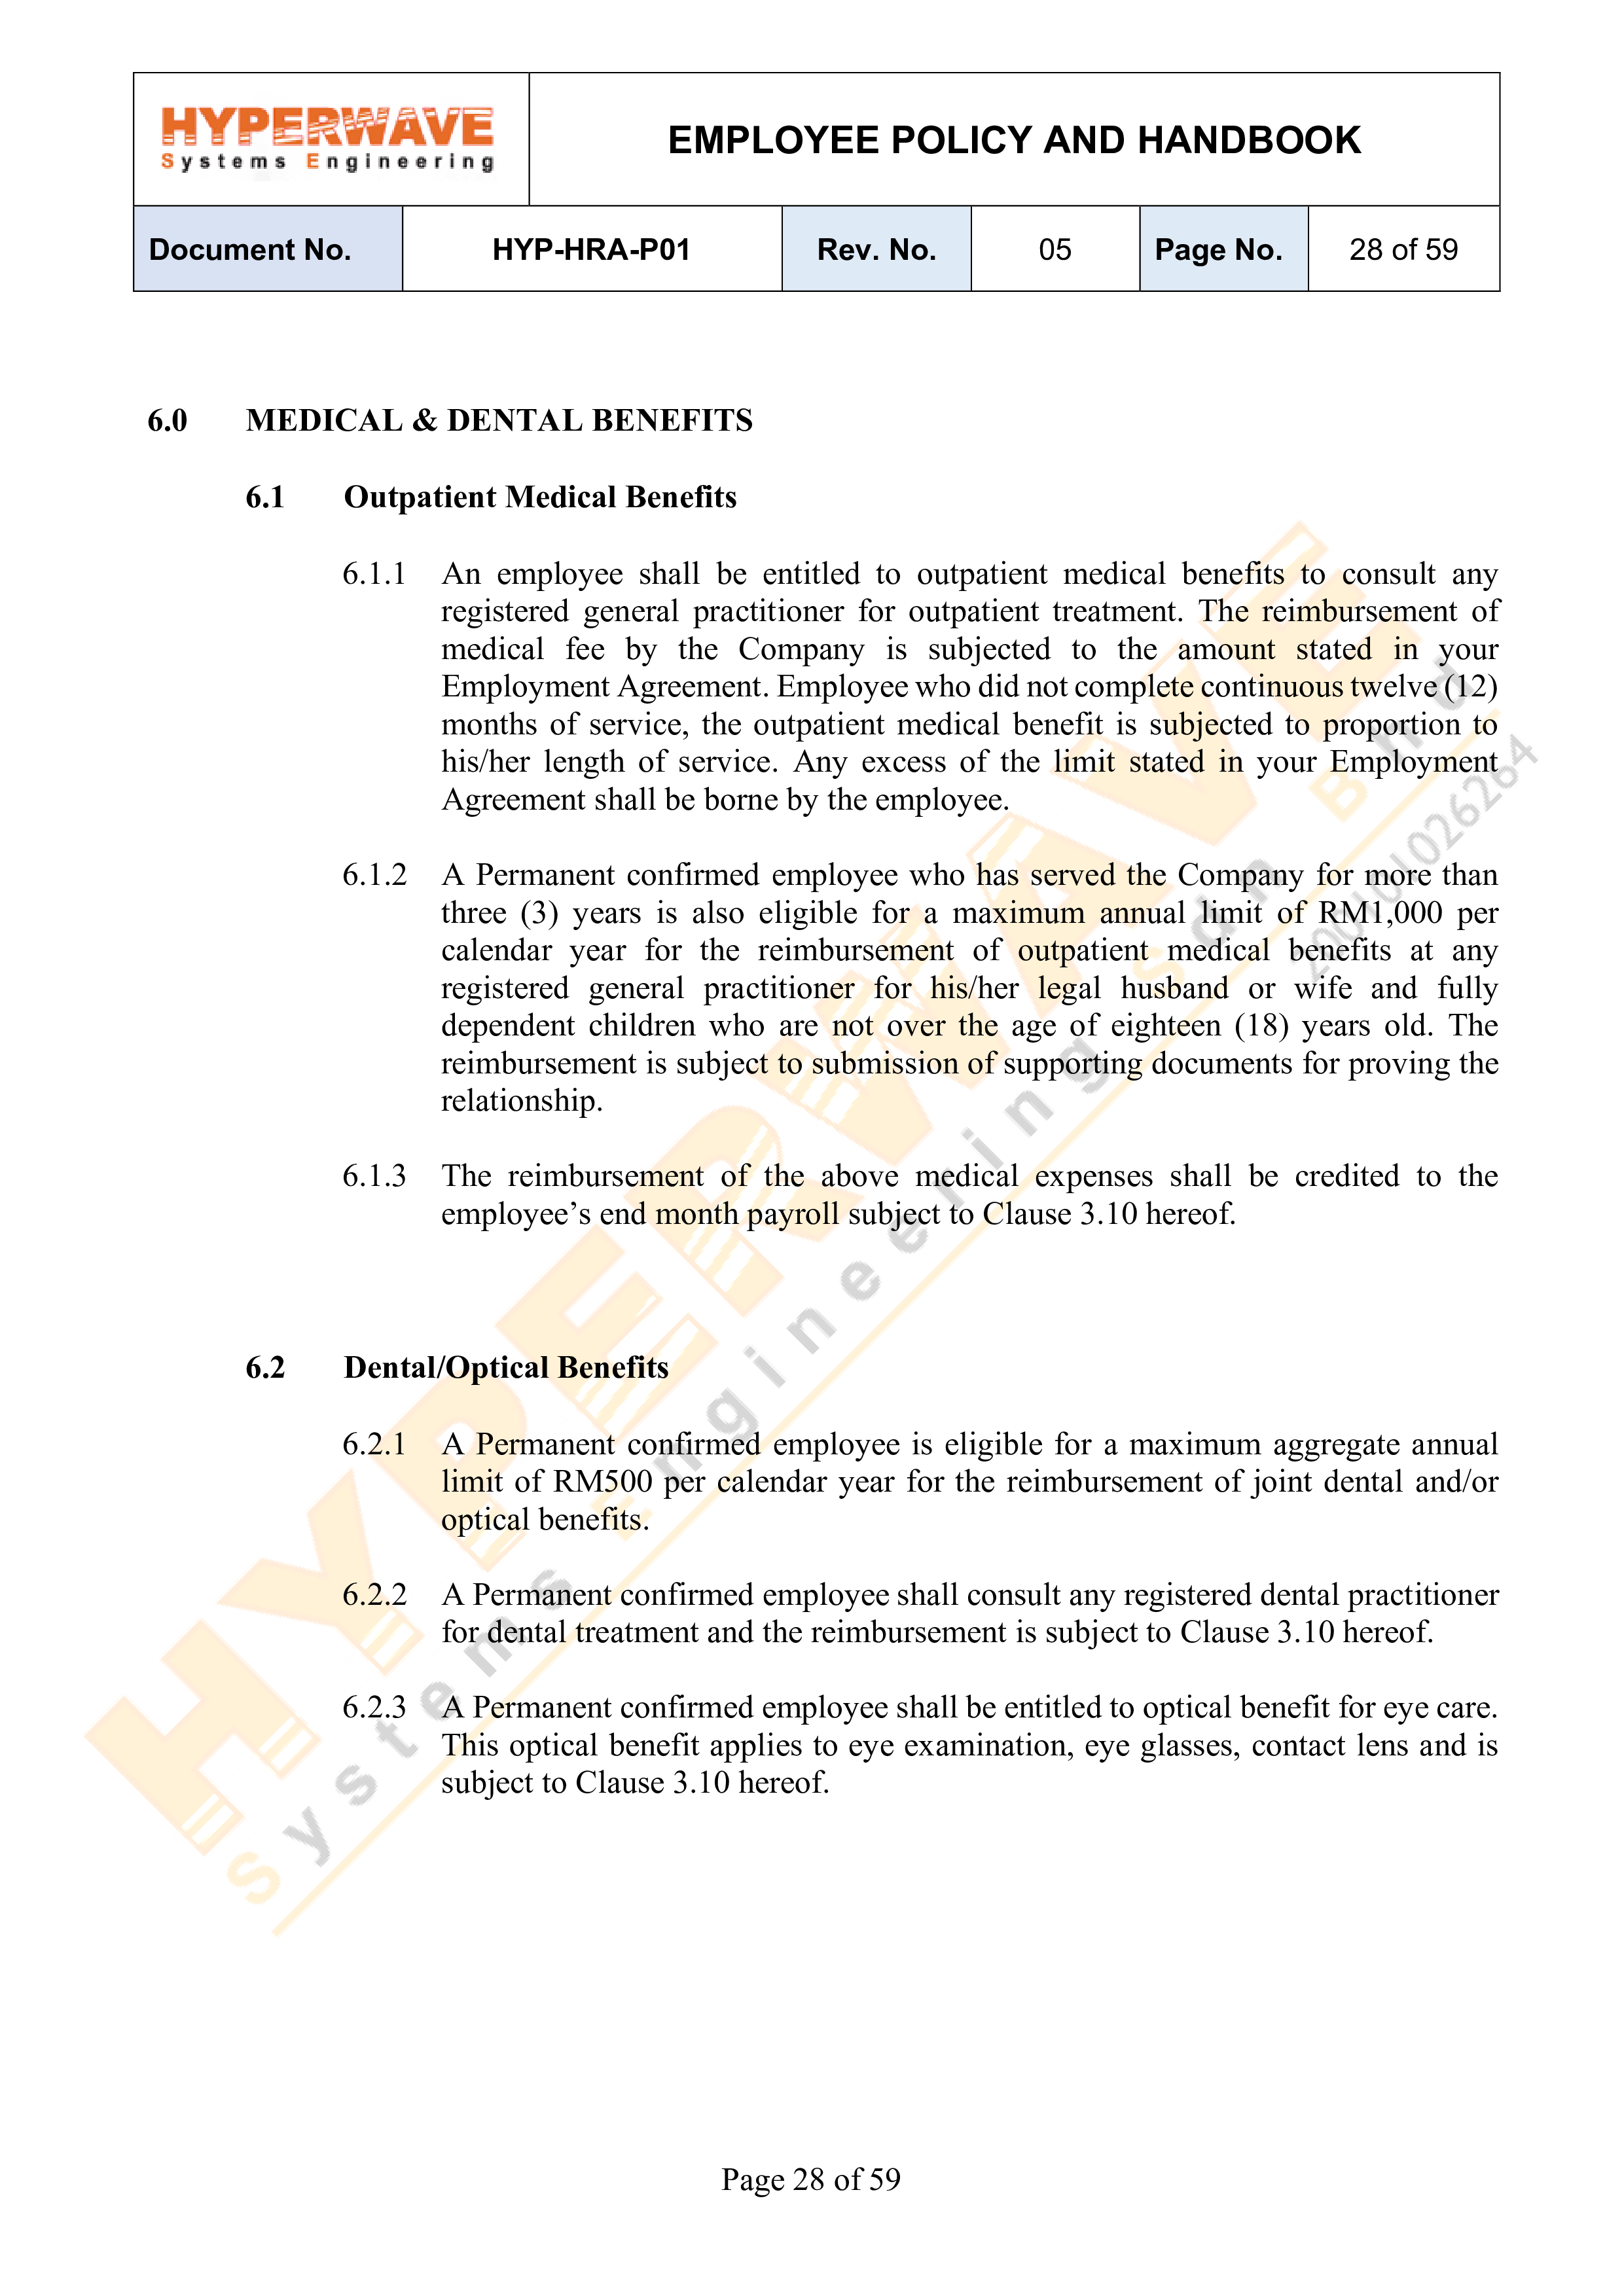 HYPERWAVE
Systems Engineering
EMPLOYEE POLICY AND HANDBOOK
Document No. HYP-HRA-P01 Rev. No. 05 Page No. 28 of 59
6.0 MEDICAL & DENTAL BENEFITS
6.1 Outpatient Medical Benefits
6.1.1 An employee shall be entitled to outpatient medical benefits to consult any
registered general practitioner for outpatient treatment. The reimbursement of
medical fee by the Company is subjected to the amount stated in your
Employment Agreement. Employee who did not complete continuous twelve (12)
months of service, the outpatient medical benefit is subjected to proportion to
his/her length of service. Any excess of the limit stated in your Employment
Agreement shall be borne by the employee.
6.1.2 A Permanent confirmed employee who has served the Company for more than
three (3) years is also eligible for a maximum annual limit of RM1,000 per
calendar year for the reimbursement of outpatient medical benefits at any
registered general practitioner for his/her legal husband or wife and fully
dependent children who are not over the age of eighteen (18) years old. The
reimbursement is subject to submission of supporting documents for proving the
relationship.
6.1.3 The reimbursement of the above medical expenses shall be credited to the
employee’s end month payroll subject to Clause 3.10 hereof.
6.2 Dental/Optical Benefits
6.2.1 A Permanent confirmed employee is eligible for a maximum aggregate annual
limit of RM500 per calendar year for the reimbursement of joint dental and/or
optical benefits.
6.2.2 A Permanent confirmed employee shall consult any registered dental practitioner
for dental treatment and the reimbursement is subject to Clause 3.10 hereof.
6.2.3 A Permanent confirmed employee shall be entitled to optical benefit for eye care.
This optical benefit applies to eye examination, eye glasses, contact lens and is
subject to Clause 3.10 hereof.
HYPERWAVE
Systems Engineering Sdn Bhd
200101026264
Page 28 of 59